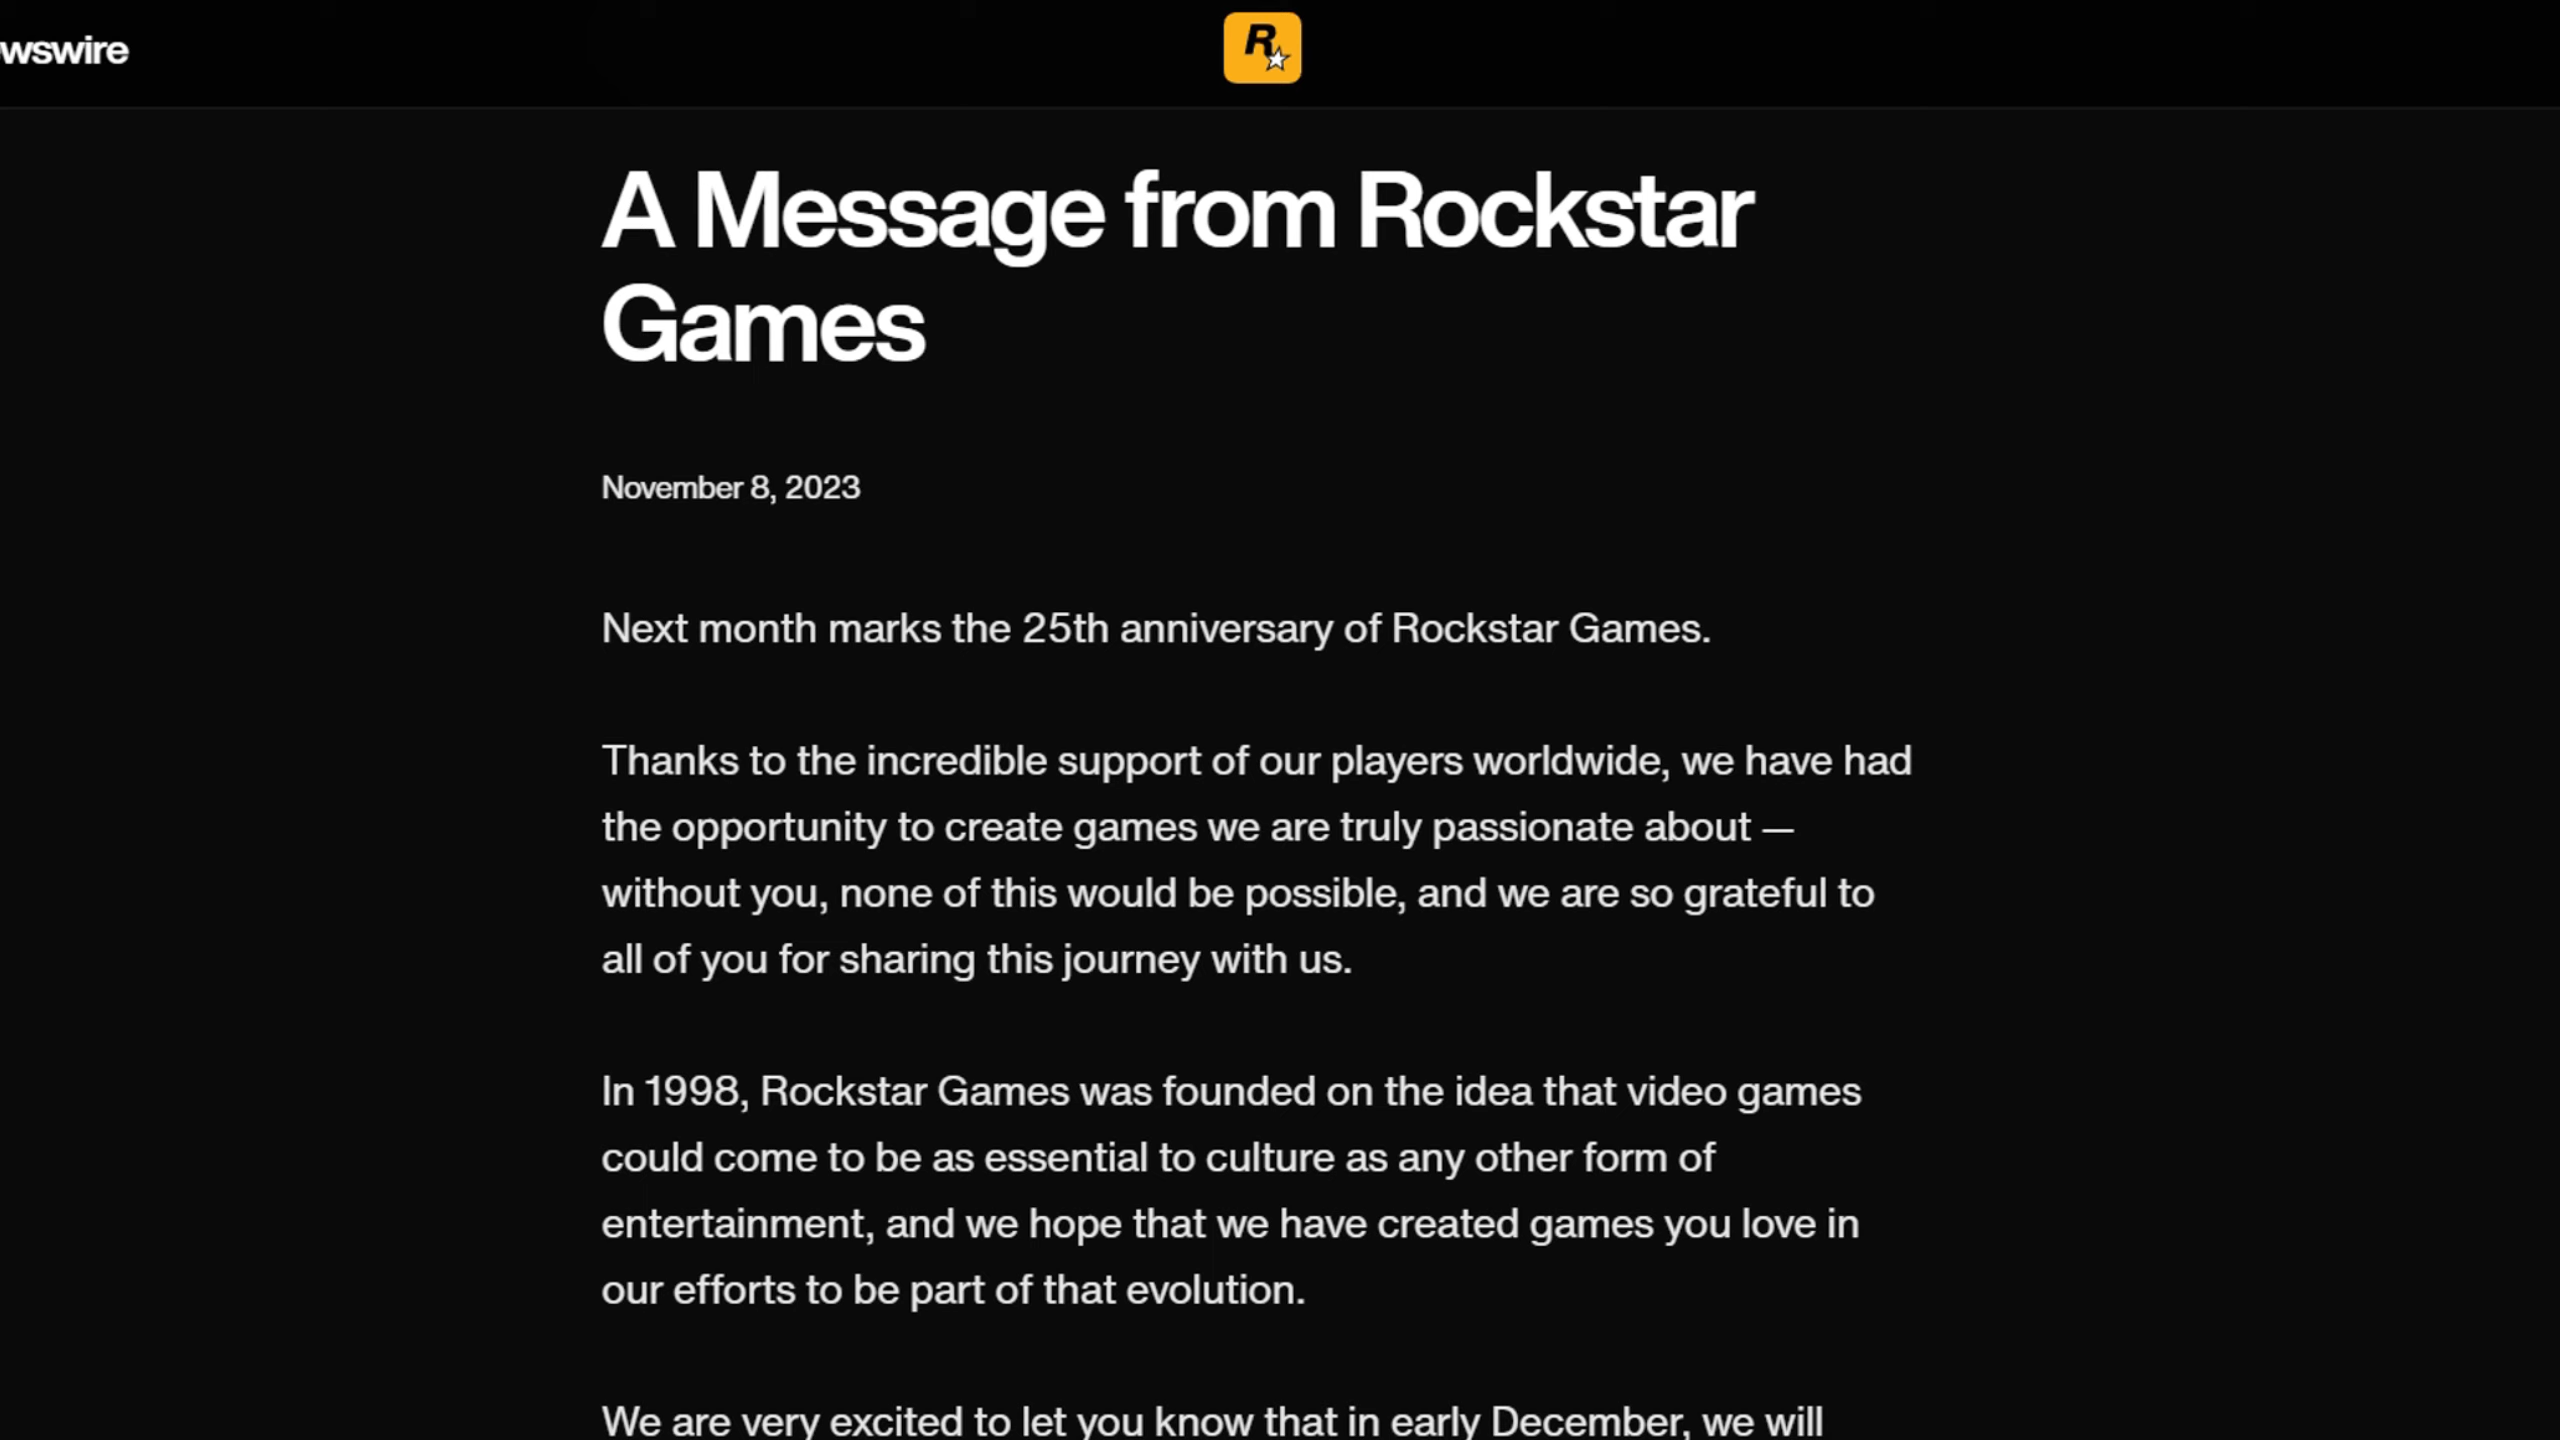 wswire
R
A Message from Rockstar
Games
November 8, 2023
Next month marks the 25th anniversary of Rockstar Games.
Thanks to the incredible support of our players worldwide, we have had
the opportunity to create games we are truly passionate about —
without you, none of this would be possible, and we are so grateful to
all of you for sharing this journey with us.
In 1998, Rockstar Games was founded on the idea that video games
could come to be as essential to culture as any other form of
entertainment, and we hope that we have created games you love in
our efforts to be part of that evolution.
We are very excited to let you know that in early December, we will